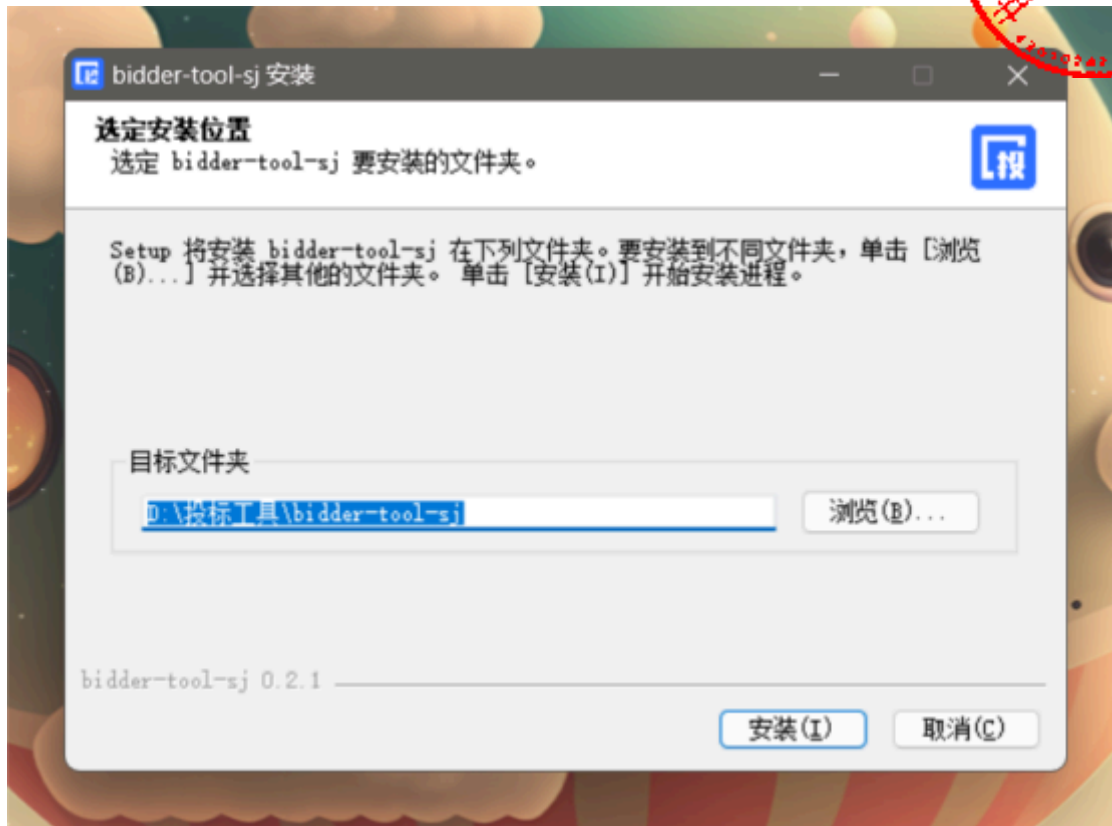 投 bidder-tool-sj 安装
选定安装位置
选定 bidder-tool-sj 要安装的文件夹。
投
Setup 将安装 bidder-tool-sj 在下列文件夹。要安装到不同文件夹，单击 [浏览
(B)...] 并选择其他的文件夹。 单击 [安装(I)] 开始安装进程。
目标文件夹
D:\投标工具\bidder-tool-sj
浏览(B)...
bidder-tool-sj 0.2.1
安装(I)
取消(C)